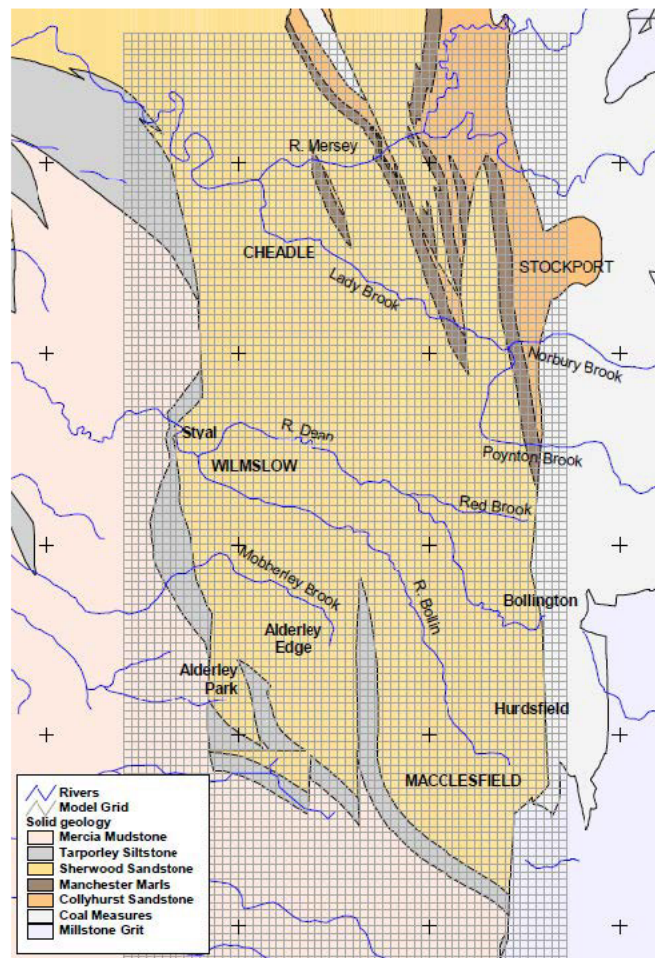 R. Mersey
CHEADLE
STOCKPORT
Lady Brook
Norbury Brook
Styal
R. Dean
Poynton Brook
WILMSLOW
Red Brook
Mobberley Brook
R. Bollin
Bollington
Alderley
Edge
Alderley
Park
Hurdsfield
MACCLESFIELD
Rivers
Model Grid
Solid geology
Mercia Mudstone
Tarporley Siltstone
Sherwood Sandstone
Manchester Marls
Collyhurst Sandstone
Coal Measures
Millstone Grit